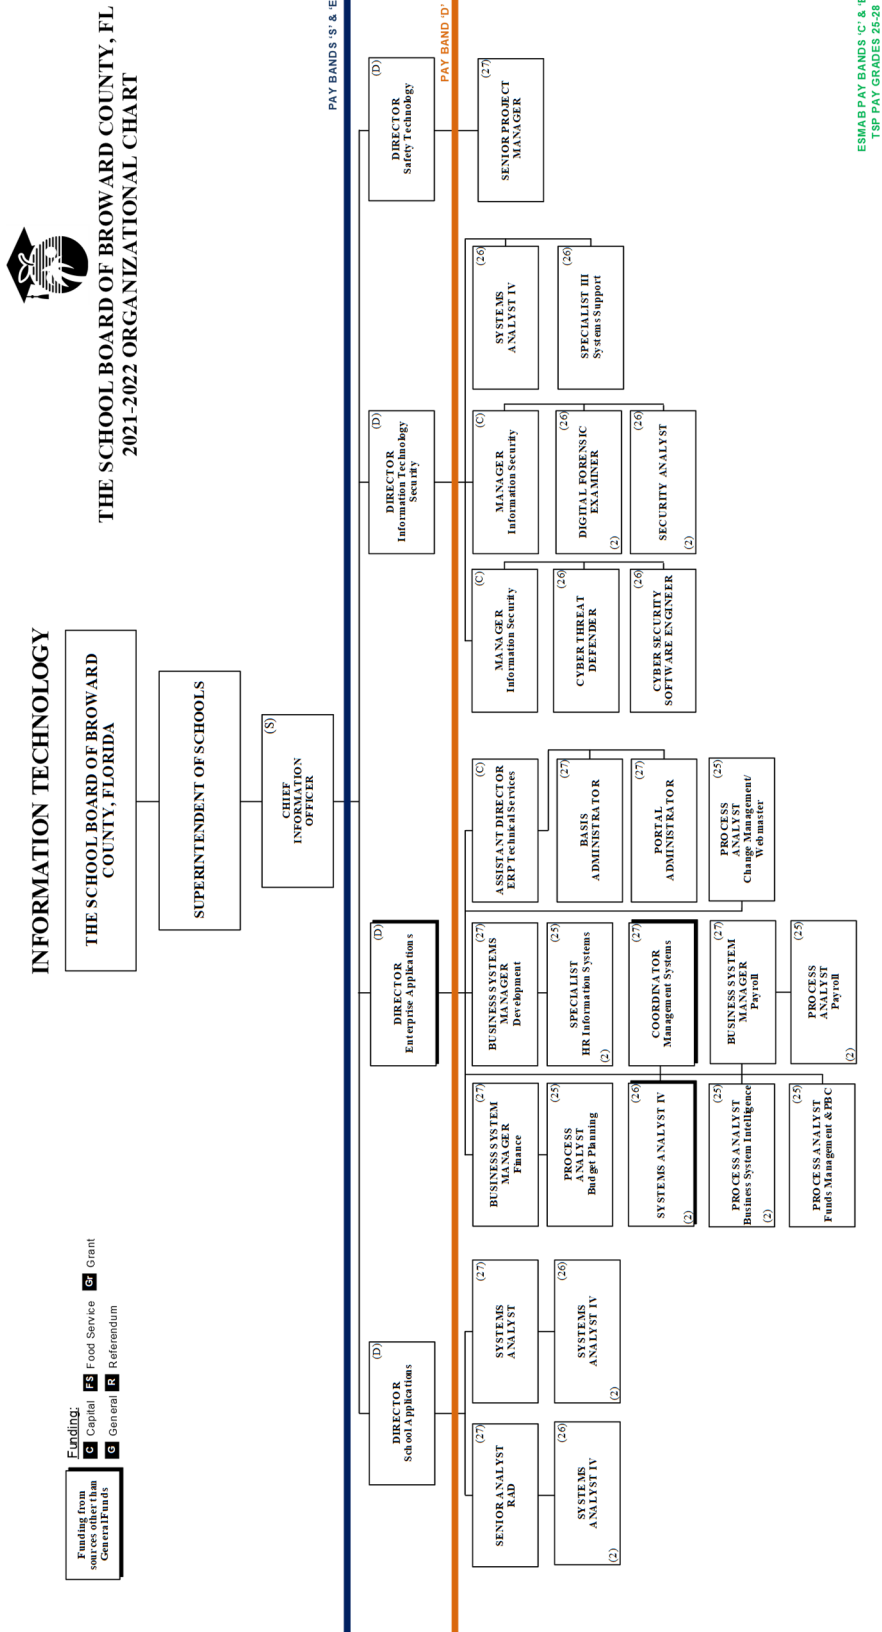 INFORMATION TECHNOLOGY
THE SCHOOL BOARD OF BROWARD COUNTY, FL
2021-2022 ORGANIZATIONAL CHART
Funding from
sources other than
General Funds
Funding:
C Capital FS Food Service Gr Grant
G General R Referendum
THE SCHOOL BOARD OF BROWARD
COUNTY, FLORIDA
SUPERINTENDENT OF SCHOOLS
(S)
CHIEF
INFORMATION
OFFICER
PAY BANDS 'S' & 'E
(D)
DIRECTOR
School Applications
(D)
DIRECTOR
Enterprise Applications
(D)
DIRECTOR
Information Technology
Security
(D)
DIRECTOR
Safety Technology
PAY BAND 'D'
(27)
SENIOR ANALYST
RAD
(26)
SYSTEMS
ANALYST IV
(2)
(27)
SYSTEMS
ANALYST
(26)
SYSTEMS
ANALYST IV
(2)
(27)
BUSINESS SYSTEM
MANAGER
Finance
(25)
PROCESS
ANALYST
Budget Planning
(26)
SYSTEMS ANALYST IV
(2)
(25)
PROCESS ANALYST
Business System Intelligence
(2)
(25)
PROCESS ANALYST
Funds Management & PBC
(27)
BUSINESS SYSTEMS
MANAGER
Development
(25)
SPECIALIST
HR Information Systems
(2)
(27)
COORDINATOR
Management Systems
(27)
BUSINESS SYSTEM
MANAGER
Payroll
(25)
PROCESS
ANALYST
Payroll
(2)
(C)
ASSISTANT DIRECTOR
ERP Technical Services
(27)
BASIS
ADMINISTRATOR
(27)
PORTAL
ADMINISTRATOR
(25)
PROCESS
ANALYST
Change Management/
Webmaster
(C)
MANAGER
Information Security
(26)
CYBER THREAT
DEFENDER
(26)
CYBER SECURITY
SOFTWARE ENGINEER
(C)
MANAGER
Information Security
(26)
DIGITAL FORENSIC
EXAMINER
(2)
(26)
SECURITY ANALYST
(2)
(26)
SYSTEMS
ANALYST IV
(26)
SPECIALIST III
Systems Support
(27)
SENIOR PROJECT
MANAGER
ESMAB PAY BANDS 'C' &
TSP PAY GRADES 25-28